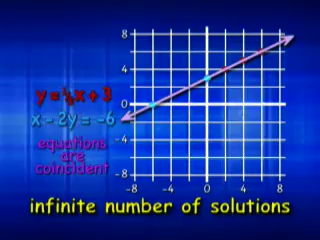 y = ½x + 3
x - 2y = -6
equations
are
coincident
8
4
0
-4
-8
-8 -4 0 4 8
infinite number of solutions